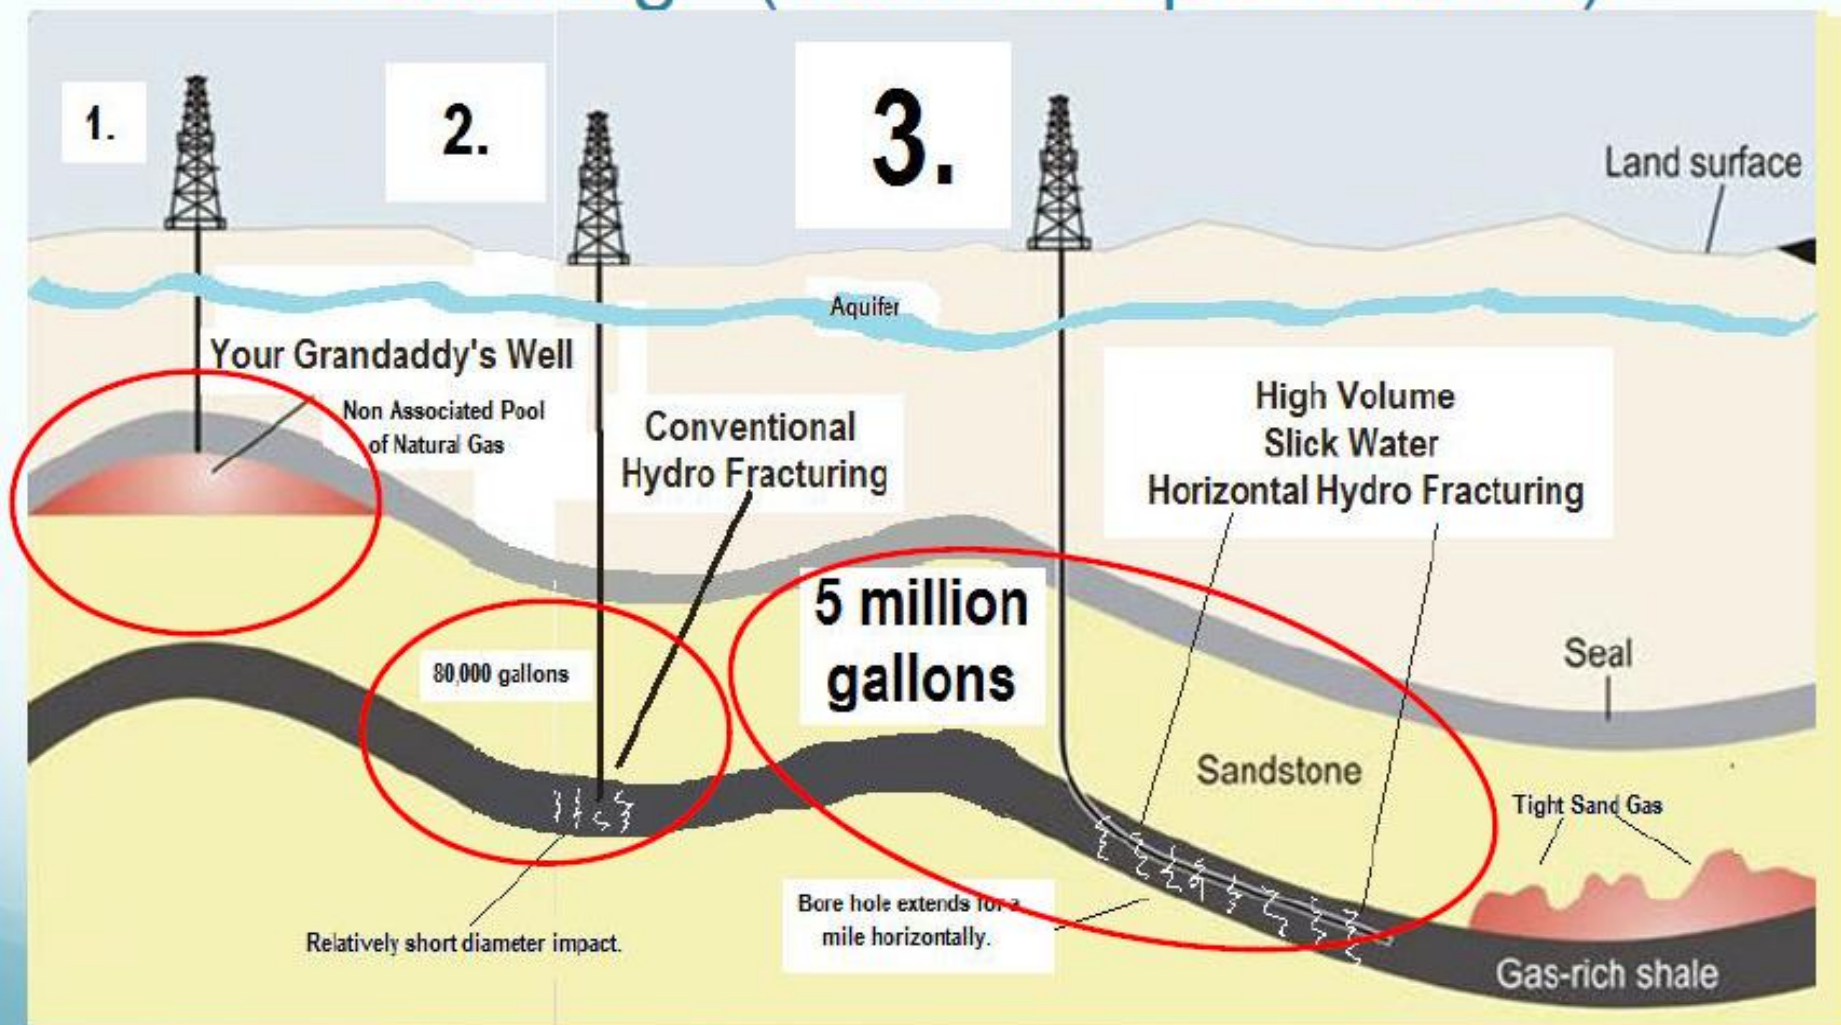 1.
2.
3.
Land surface
Aquifer
Your Grandaddy's Well
Non Associated Pool
of Natural Gas
Conventional
Hydro Fracturing
High Volume
Slick Water
Horizontal Hydro Fracturing
5 million
gallons
80,000 gallons
Seal
Sandstone
Tight Sand Gas
Bore hole extends for a
mile horizontally.
Relatively short diameter impact.
Gas-rich shale